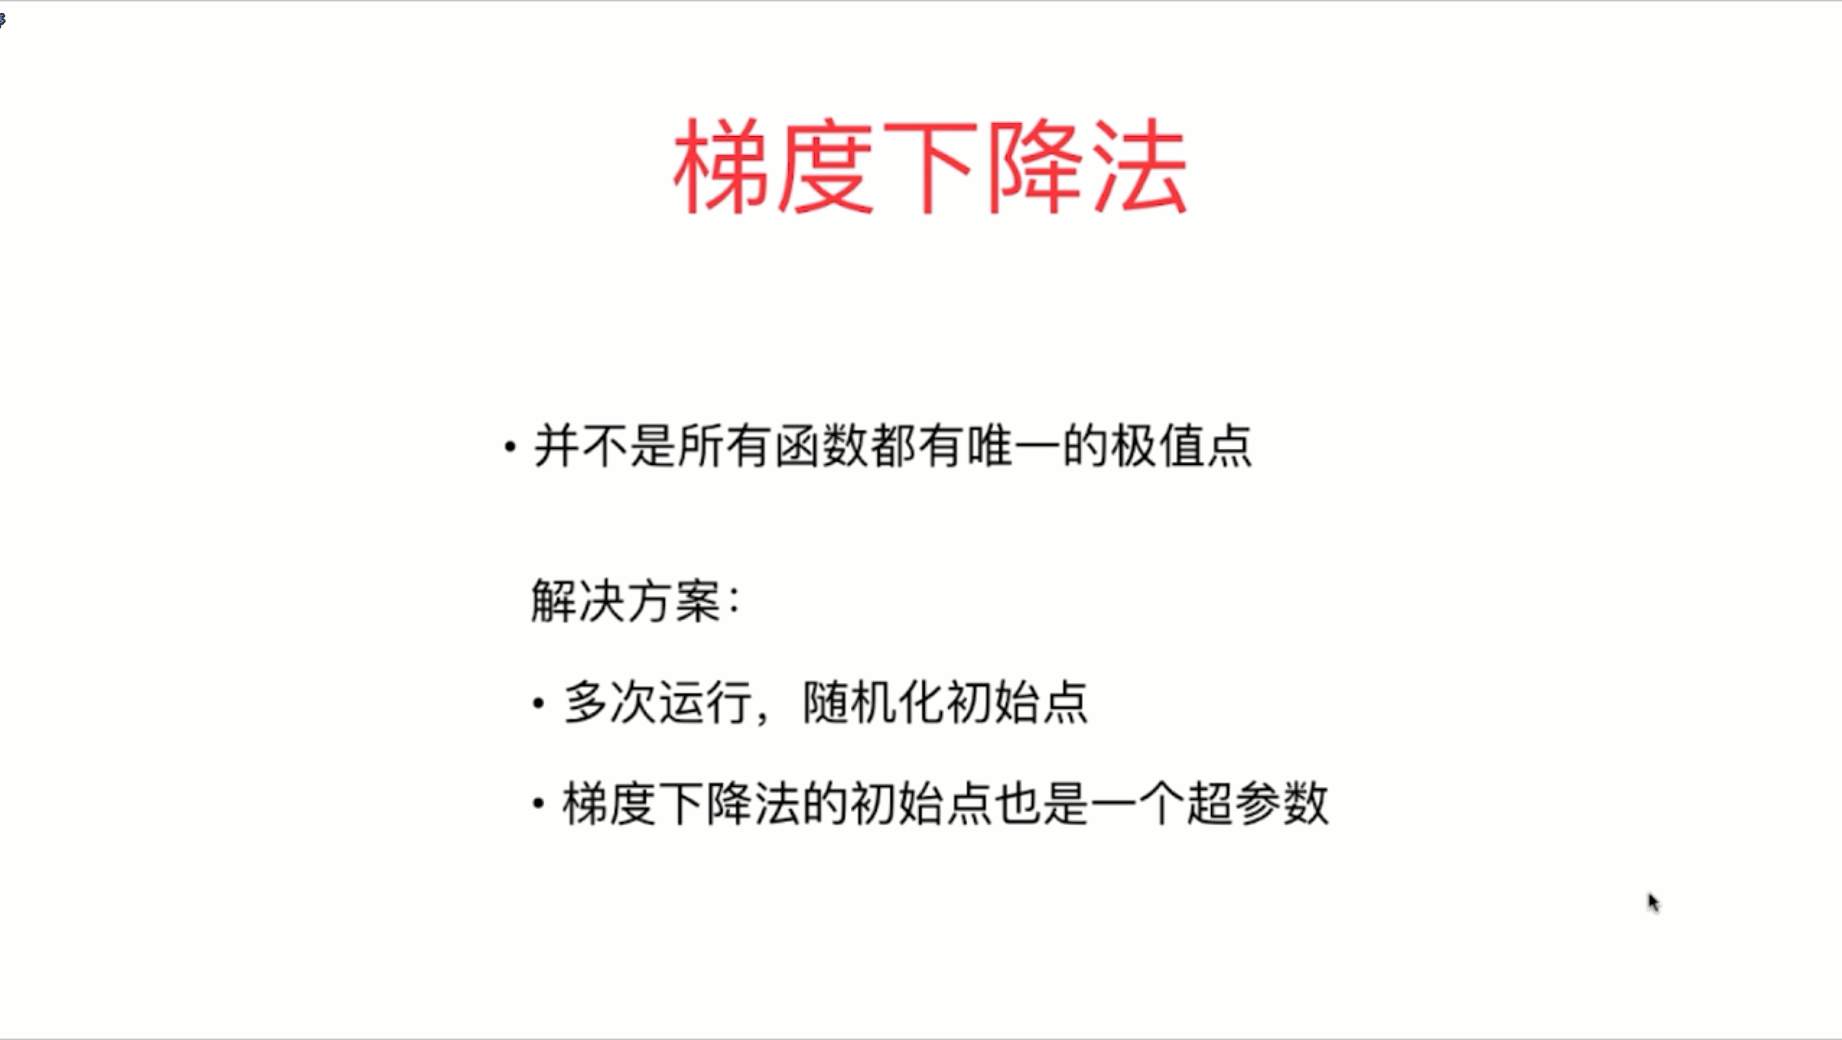 梯度下降法
• 并不是所有函数都有唯一的极值点
解决方案：
• 多次运行，随机化初始点
• 梯度下降法的初始点也是一个超参数